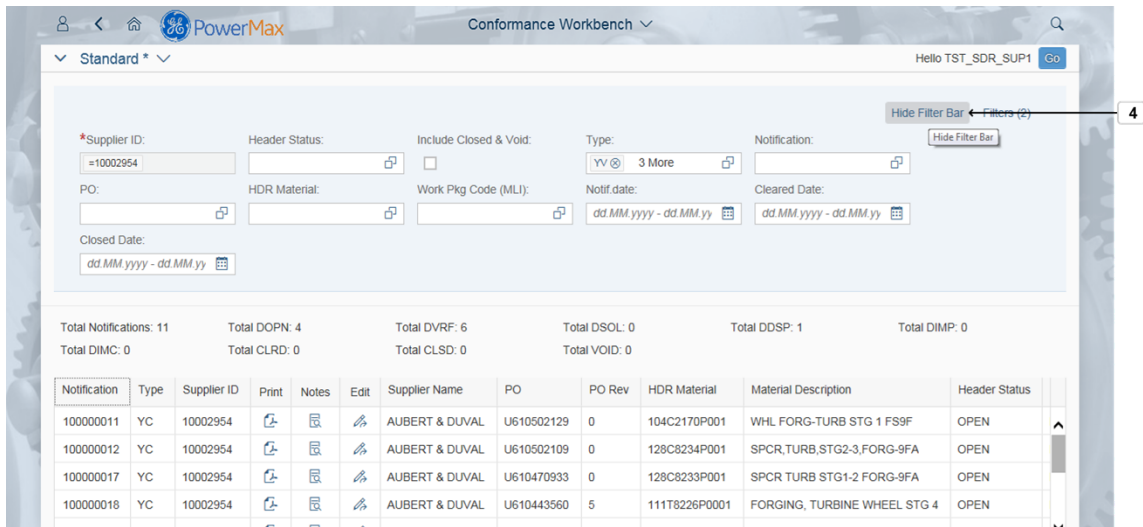 PowerMax
Conformance Workbench
Standard *
Hello TST_SDR_SUP1 Go
Hide Filter Bar Filters (2) 4
Hide Filter Bar
*Supplier ID: Header Status: Include Closed & Void: Type: Notification:
=10002954 YV 3 More
PO: HDR Material: Work Pkg Code (MLI): Notif.date: Cleared Date:
dd.MM.yyyy - dd.MM.yy dd.MM.yyyy - dd.MM.yy
Closed Date:
dd.MM.yyyy - dd.MM.yy
Total Notifications: 11 Total DOPN: 4 Total DVRF: 6 Total DSOL: 0 Total DDSP: 1 Total DIMP: 0
Total DIMC: 0 Total CLRD: 0 Total CLSD: 0 Total VOID: 0
Notification Type Supplier ID Print Notes Edit Supplier Name PO PO Rev HDR Material Material Description Header Status
100000011 YC 10002954 AUBERT & DUVAL U610502129 0 104C2170P001 WHL FORG-TURB STG 1 FS9F OPEN
100000012 YC 10002954 AUBERT & DUVAL U610502109 0 128C8234P001 SPCR,TURB,STG2-3,FORG-9FA OPEN
100000017 YC 10002954 AUBERT & DUVAL U610470933 0 128C8233P001 SPCR TURB STG1-2 FORG-9FA OPEN
100000018 YC 10002954 AUBERT & DUVAL U610443560 5 111T8226P0001 FORGING, TURBINE WHEEL STG 4 OPEN